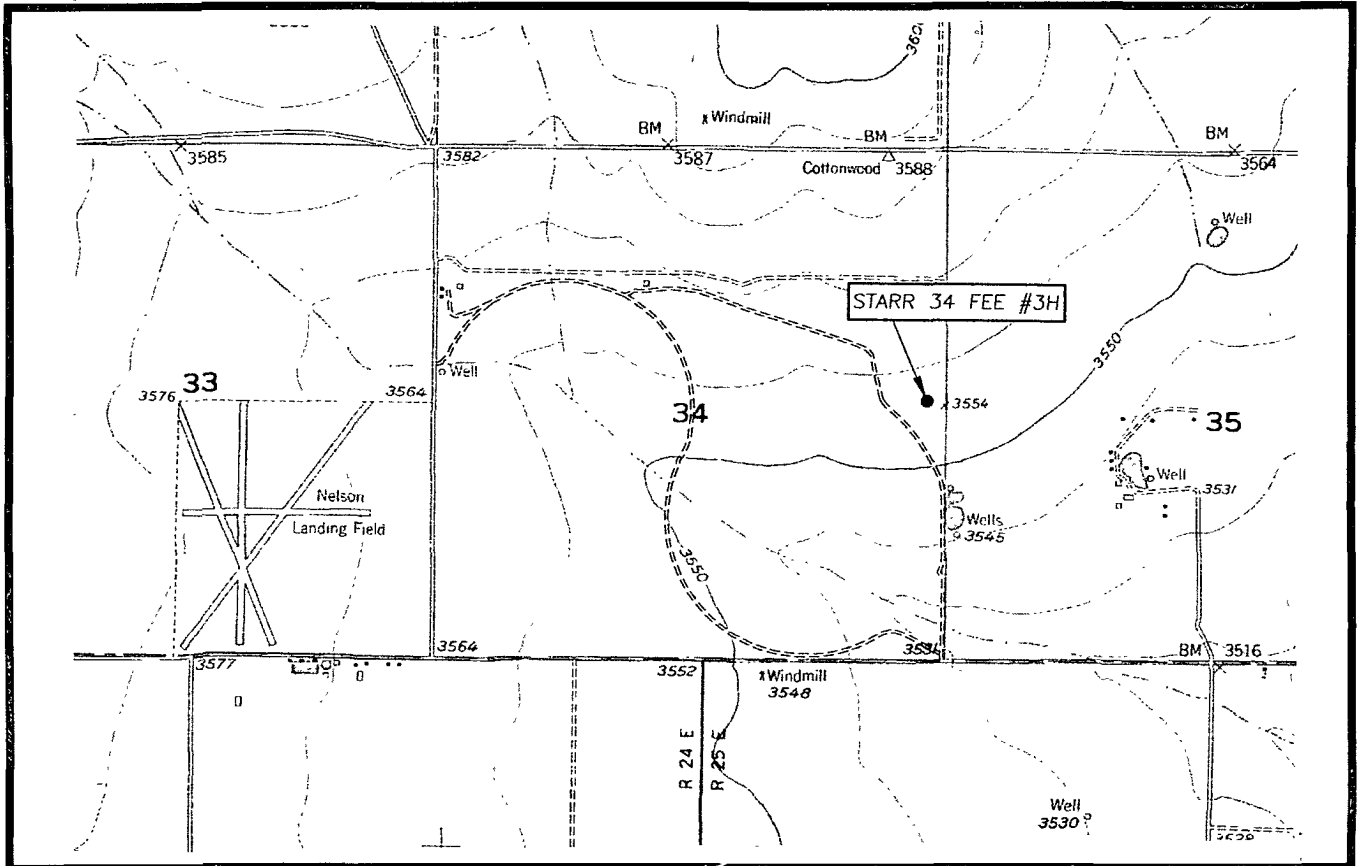 3601
Windmill
BM
BM
BM
3585
3582
3587
Cottonwood
3588
3564
Well
STARR 34 FEE #3H
3550
Well
33
3576
3564
34
3554
35
Well
3531
Nelson
Landing Field
Wells
3545
3550
3564
3577
3552
Windmill
3548
BM
3516
R 24 E
R 25 E
Well
3530